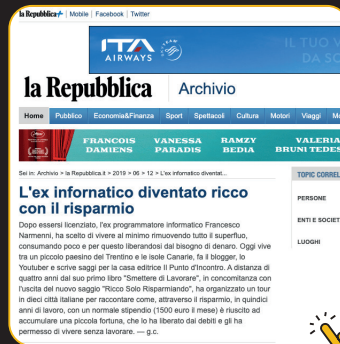 la Repubblica+ | Mobile | Facebook | Twitter
ITA
AIRWAYS
IL TUO V
DA SO
la Repubblica Archivio
Home Pubblico Economia&Finanza Sport Spettacoli Cultura Motori Viaggi
FRANCOIS DAMIENS VANESSA PARADIS RAMZY BEDIA VALERIA BRUNI TEDES
Sei in: Archivio > la Repubblica.it > 2019 > 06 > 12 > L'ex informatico diventat...
TOPIC CORREL
L'ex informatico diventato ricco
con il risparmio
PERSONE
ENTI E SOCIET
LUOGHI
Dopo essersi licenziato, l'ex programmatore informatico Francesco
Narmenni, ha scelto di vivere al minimo rimuovendo tutto il superfluo,
consumando poco e per questo liberandosi dal bisogno di denaro. Oggi vive
tra un piccolo paesino del Trentino e le isole Canarie, fa il blogger, lo
Youtuber e scrive saggi per la casa editrice Il Punto d'Incontro. A distanza di
quattro anni dal suo primo libro "Smettere di Lavorare", in concomitanza con
l'uscita del nuovo saggio "Ricco Solo Risparmiando", ha organizzato un tour
in dieci città italiane per raccontare come, attraverso il risparmio, in quindici
anni di lavoro, con un normale stipendio (1500 euro il mese) è riuscito ad
accumulare una piccola fortuna, che lo ha liberato dai debiti e gli ha
permesso di vivere senza lavorare. — g.c.